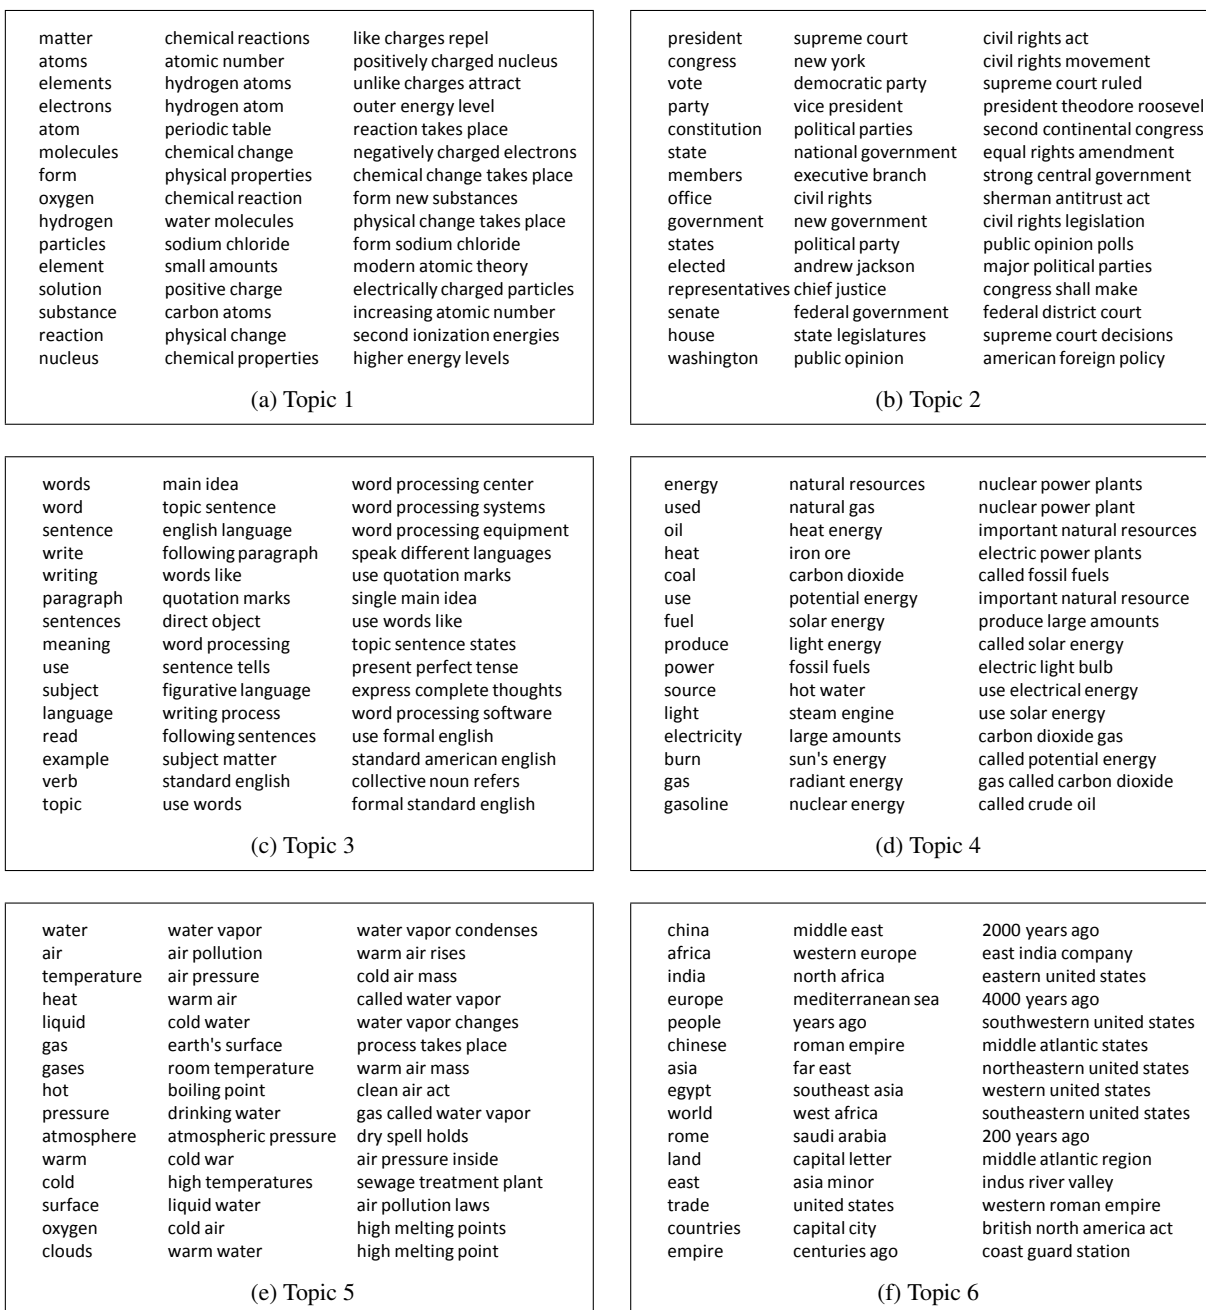 matter chemical reactions like charges repel
atoms atomic number positively charged nucleus
elements hydrogen atoms unlike charges attract
electrons hydrogen atom outer energy level
atom periodic table reaction takes place
molecules chemical change negatively charged electrons
form physical properties chemical change takes place
oxygen chemical reaction form new substances
hydrogen water molecules physical change takes place
particles sodium chloride form sodium chloride
element small amounts modern atomic theory
solution positive charge electrically charged particles
substance carbon atoms increasing atomic number
reaction physical change second ionization energies
nucleus chemical properties higher energy levels
(a) Topic 1
president supreme court civil rights act
congress new york civil rights movement
vote democratic party supreme court ruled
party vice president president theodore roosevel
constitution political parties second continental congress
state national government equal rights amendment
members executive branch strong central government
office civil rights sherman antitrust act
government new government civil rights legislation
states political party public opinion polls
elected andrew jackson major political parties
representatives chief justice congress shall make
senate federal government federal district court
house state legislatures supreme court decisions
washington public opinion american foreign policy
(b) Topic 2
words main idea word processing center
word topic sentence word processing systems
sentence english language word processing equipment
write following paragraph speak different languages
writing words like use quotation marks
paragraph quotation marks single main idea
sentences direct object use words like
meaning word processing topic sentence states
use sentence tells present perfect tense
subject figurative language express complete thoughts
language writing process word processing software
read following sentences use formal english
example subject matter standard american english
verb standard english collective noun refers
topic use words formal standard english
(c) Topic 3
energy natural resources nuclear power plants
used natural gas nuclear power plant
oil heat energy important natural resources
heat iron ore electric power plants
coal carbon dioxide called fossil fuels
use potential energy important natural resource
fuel solar energy produce large amounts
produce light energy called solar energy
power fossil fuels electric light bulb
source hot water use electrical energy
light steam engine use solar energy
electricity large amounts carbon dioxide gas
burn sun's energy called potential energy
gas radiant energy gas called carbon dioxide
gasoline nuclear energy called crude oil
(d) Topic 4
water water vapor water vapor condenses
air air pollution warm air rises
temperature air pressure cold air mass
heat warm air called water vapor
liquid cold water water vapor changes
gas earth's surface process takes place
gases room temperature warm air mass
hot boiling point clean air act
pressure drinking water gas called water vapor
atmosphere atmospheric pressure dry spell holds
warm cold war air pressure inside
cold high temperatures sewage treatment plant
surface liquid water air pollution laws
oxygen cold air high melting points
clouds warm water high melting point
(e) Topic 5
china middle east 2000 years ago
africa western europe east india company
india north africa eastern united states
europe mediterranean sea 4000 years ago
people years ago southwestern united states
chinese roman empire middle atlantic states
asia far east northeastern united states
egypt southeast asia western united states
world west africa southeastern united states
rome saudi arabia 200 years ago
land capital letter middle atlantic region
east asia minor indus river valley
trade united states western roman empire
countries capital city british north america act
empire centuries ago coast guard station
(f) Topic 6